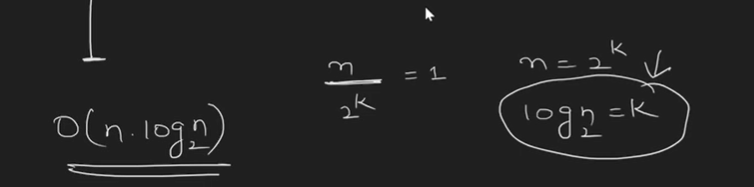 n/2^k = 1
n = 2^k
log₂n = k
O(n.log₂n)